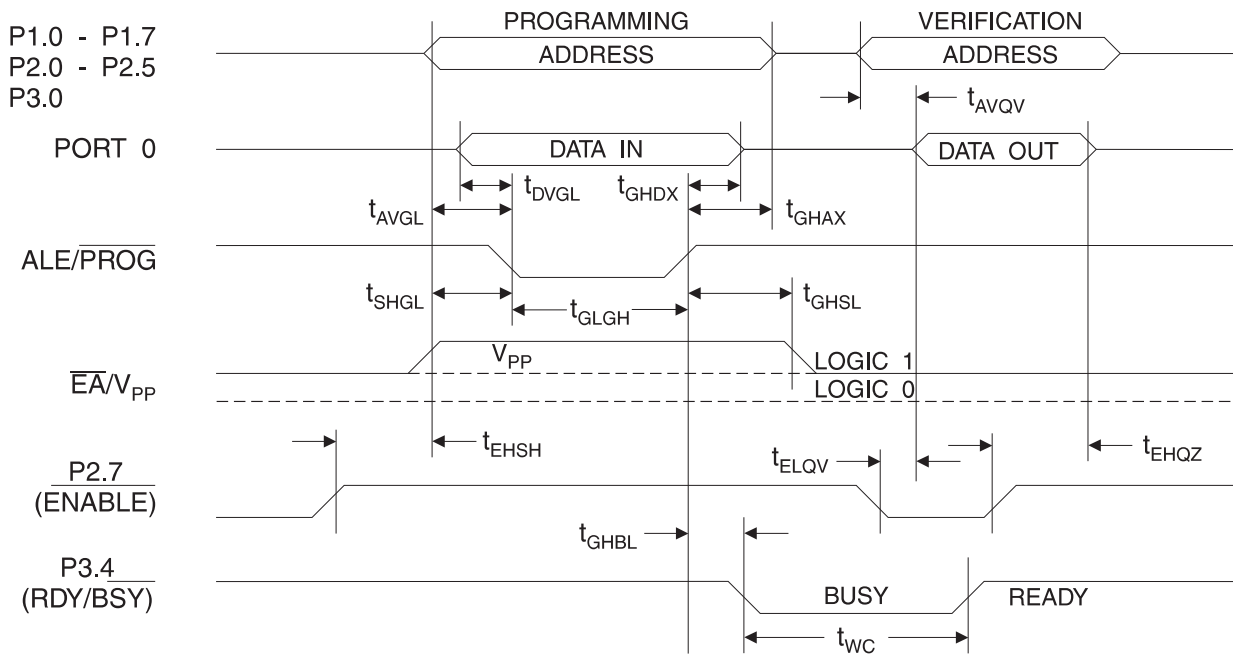 PROGRAMMING
VERIFICATION
P1.0 - P1.7
P2.0 - P2.5
P3.0
ADDRESS
ADDRESS
tAVQV
PORT 0
DATA IN
DATA OUT
tDVGL
tGHDX
tAVGL
tGHAX
ALE/PROG
tSHGL
tGLGH
tGHSL
VPP
LOGIC 1
EA/VPP
LOGIC 0
tEHSH
tELQV
tEHQZ
P2.7
(ENABLE)
tGHBL
P3.4
(RDY/BSY)
BUSY
READY
tWC